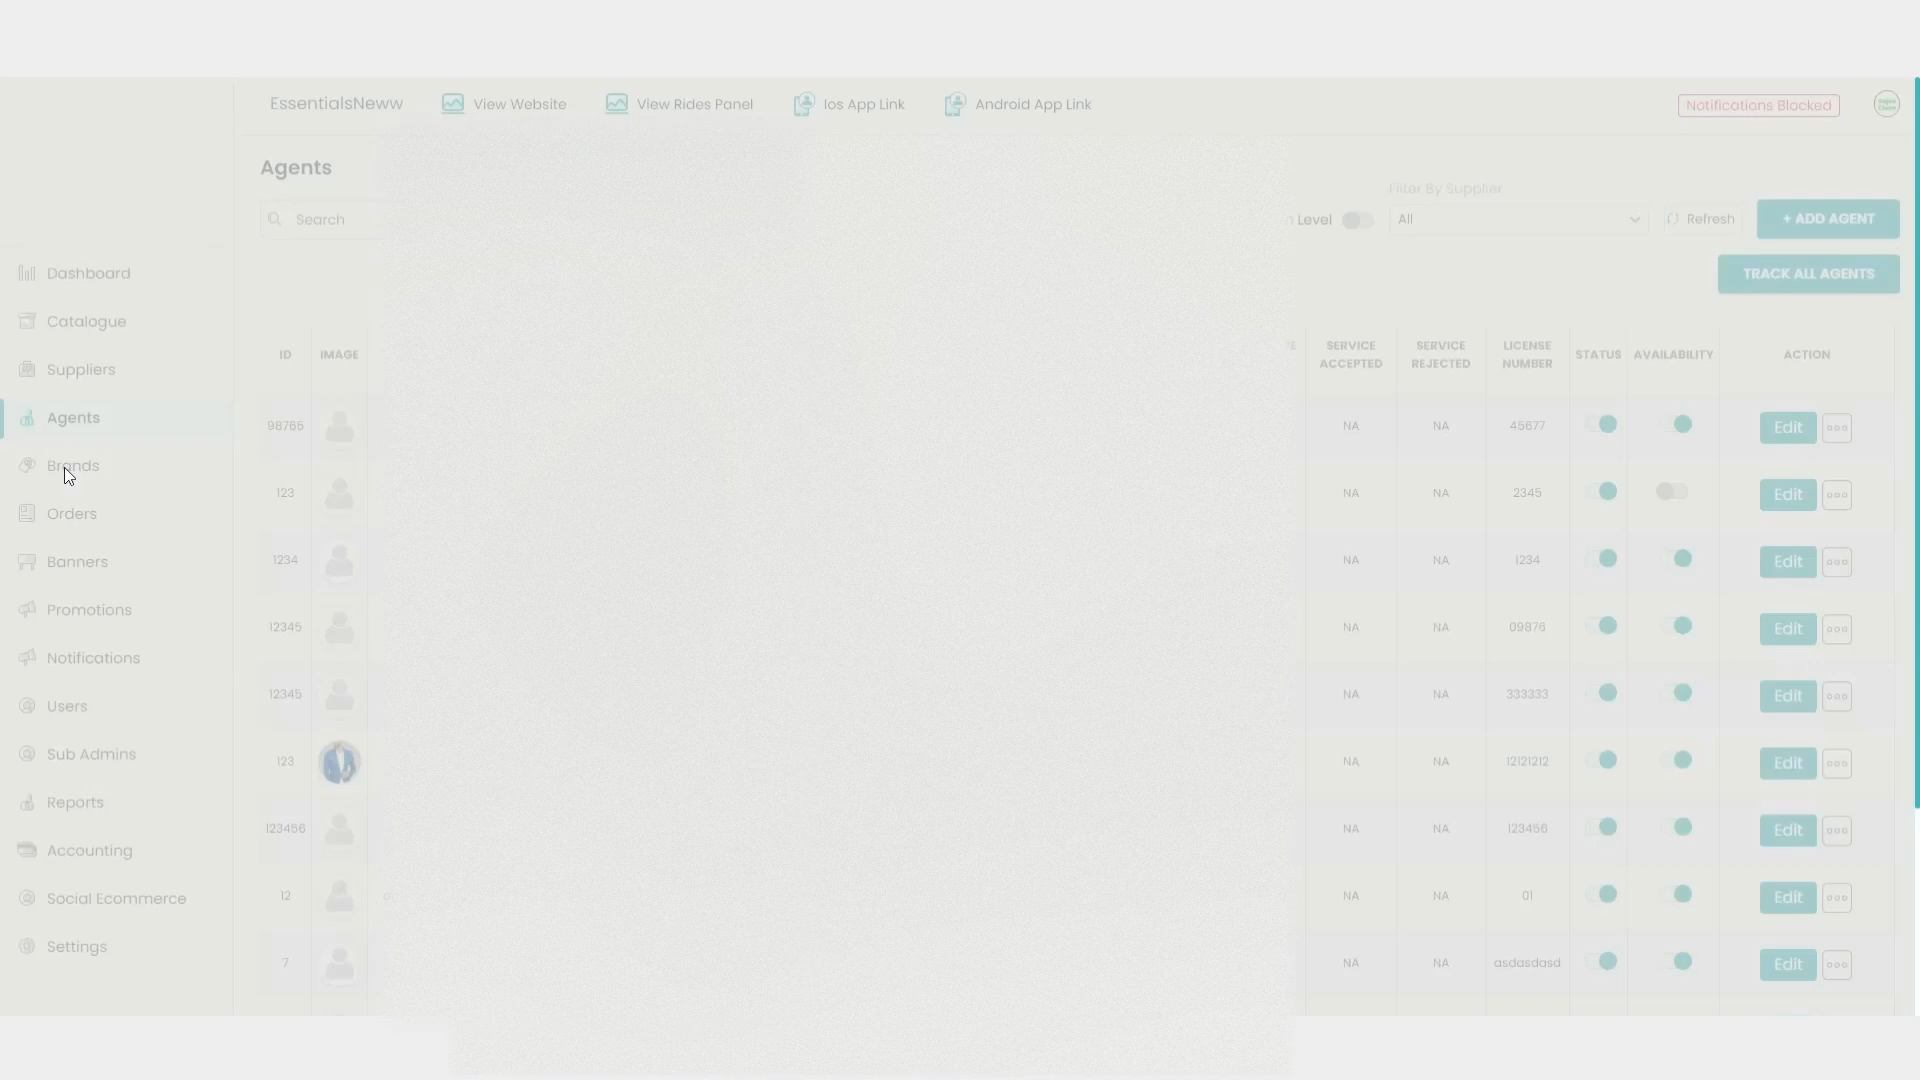 EssentialsNeww View Website View Rides Panel Ios App Link Android App Link Notifications Blocked
Agents
Filter By Supplier
Search Level All Refresh + ADD AGENT
TRACK ALL AGENTS
Dashboard
Catalogue
Suppliers
Agents
Brands
Orders
Banners
Promotions
Notifications
Users
Sub Admins
Reports
Accounting
Social Ecommerce
Settings
ID IMAGE SERVICE ACCEPTED SERVICE REJECTED LICENSE NUMBER STATUS AVAILABILITY ACTION
98765 NA NA 45677 Edit
123 NA NA 2345 Edit
1234 NA NA 1234 Edit
12345 NA NA 09876 Edit
12345 NA NA 333333 Edit
123 NA NA 12121212 Edit
123456 NA NA 123456 Edit
12 NA NA 01 Edit
7 NA NA asdasdasd Edit